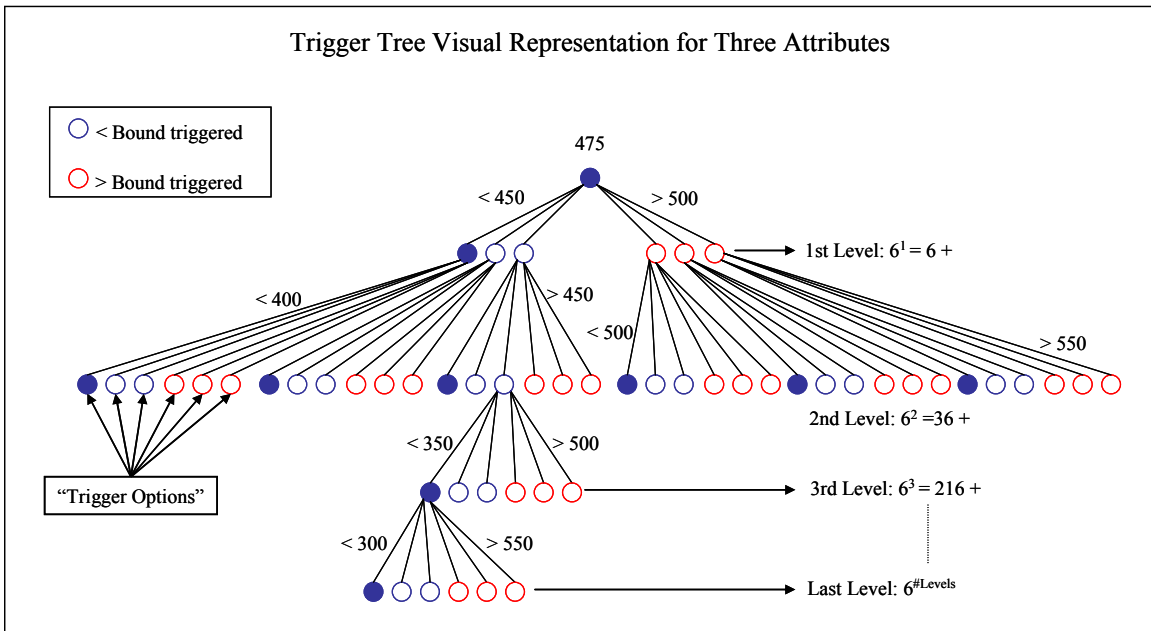 Trigger Tree Visual Representation for Three Attributes
< Bound triggered
> Bound triggered
475
< 450
> 500
1st Level: 6¹ = 6 +
< 400
> 450
< 500
> 550
2nd Level: 6² =36 +
< 350
> 500
"Trigger Options"
3rd Level: 6³ = 216 +
< 300
> 550
Last Level: 6^#Levels